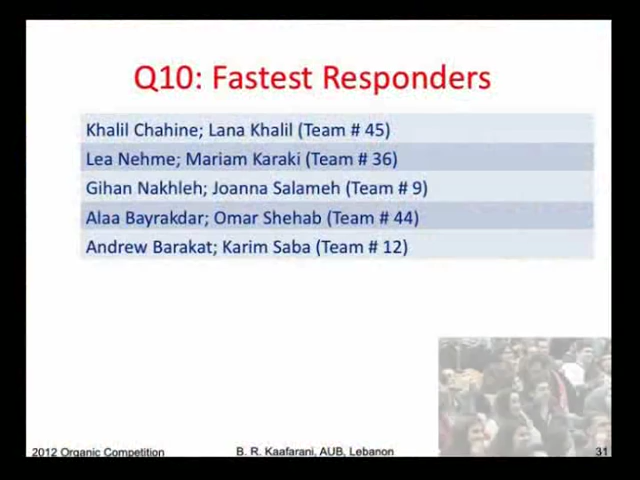 Q10: Fastest Responders
Khalil Chahine; Lana Khalil (Team # 45)
Lea Nehme; Mariam Karaki (Team # 36)
Gihan Nakhleh; Joanna Salameh (Team # 9)
Alaa Bayrakdar; Omar Shehab (Team # 44)
Andrew Barakat; Karim Saba (Team # 12)
2012 Organic Competition B. R. Kaafarani, AUB, Lebanon 31